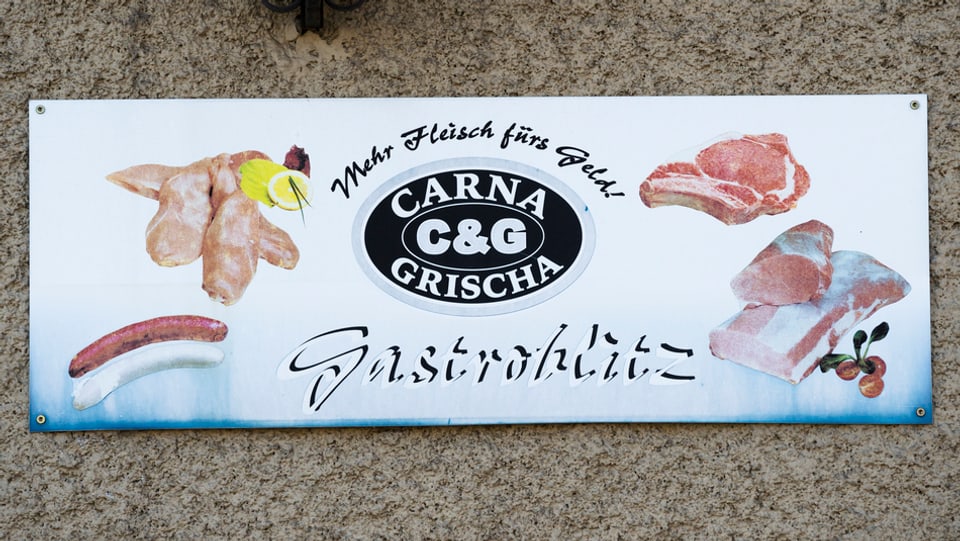 Mehr Fleisch fürs Geld!
CARNA
C&G
GRISCHA
Gastroblitz